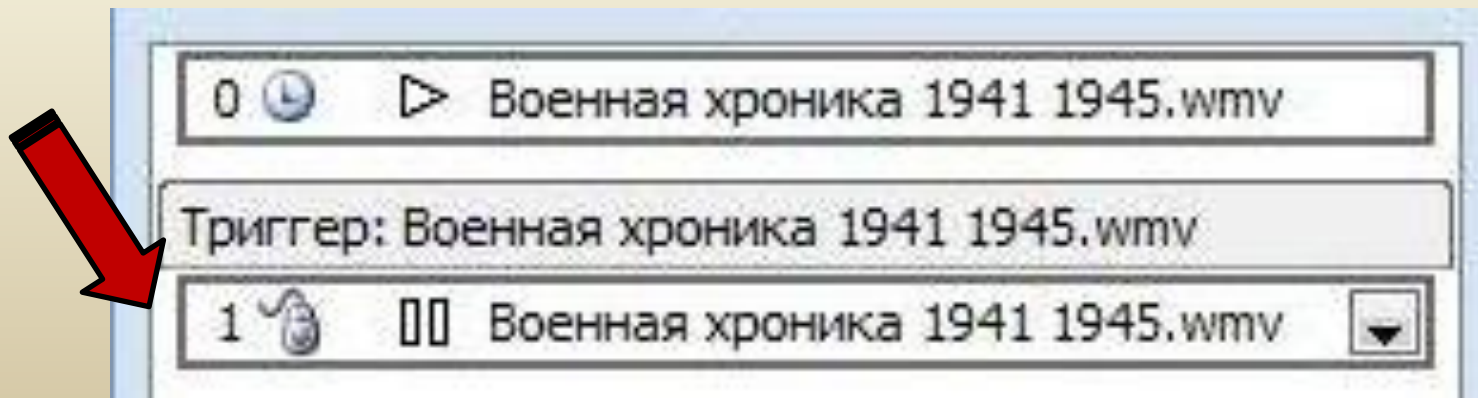 0 Военная хроника 1941 1945.wmv
Триггер: Военная хроника 1941 1945.wmv
1 Военная хроника 1941 1945.wmv